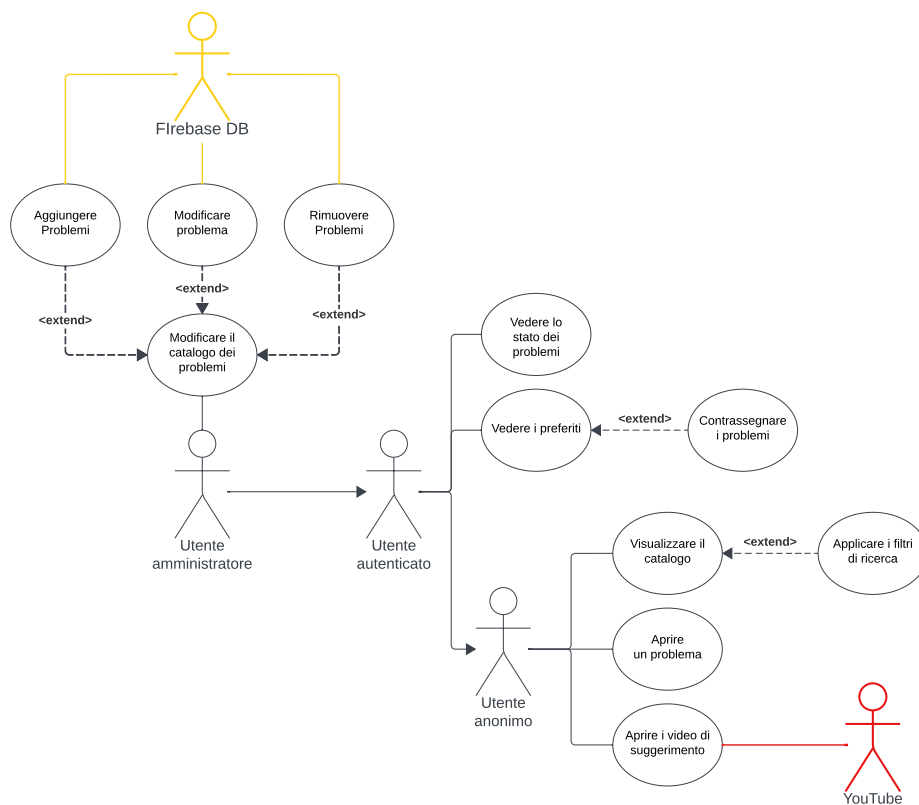 FIrebase DB
Aggiungere
Problemi
Modificare
problema
Rimuovere
Problemi
<extend>
<extend>
<extend>
Modificare il
catalogo dei
problemi
Vedere lo
stato dei
problemi
Vedere i preferiti
<extend>
Contrassegnare
i problemi
Utente
amministratore
Utente
autenticato
Visualizzare il
catalogo
<extend>
Applicare i filtri
di ricerca
Aprire
un problema
Utente
anonimo
Aprire i video di
suggerimento
YouTube